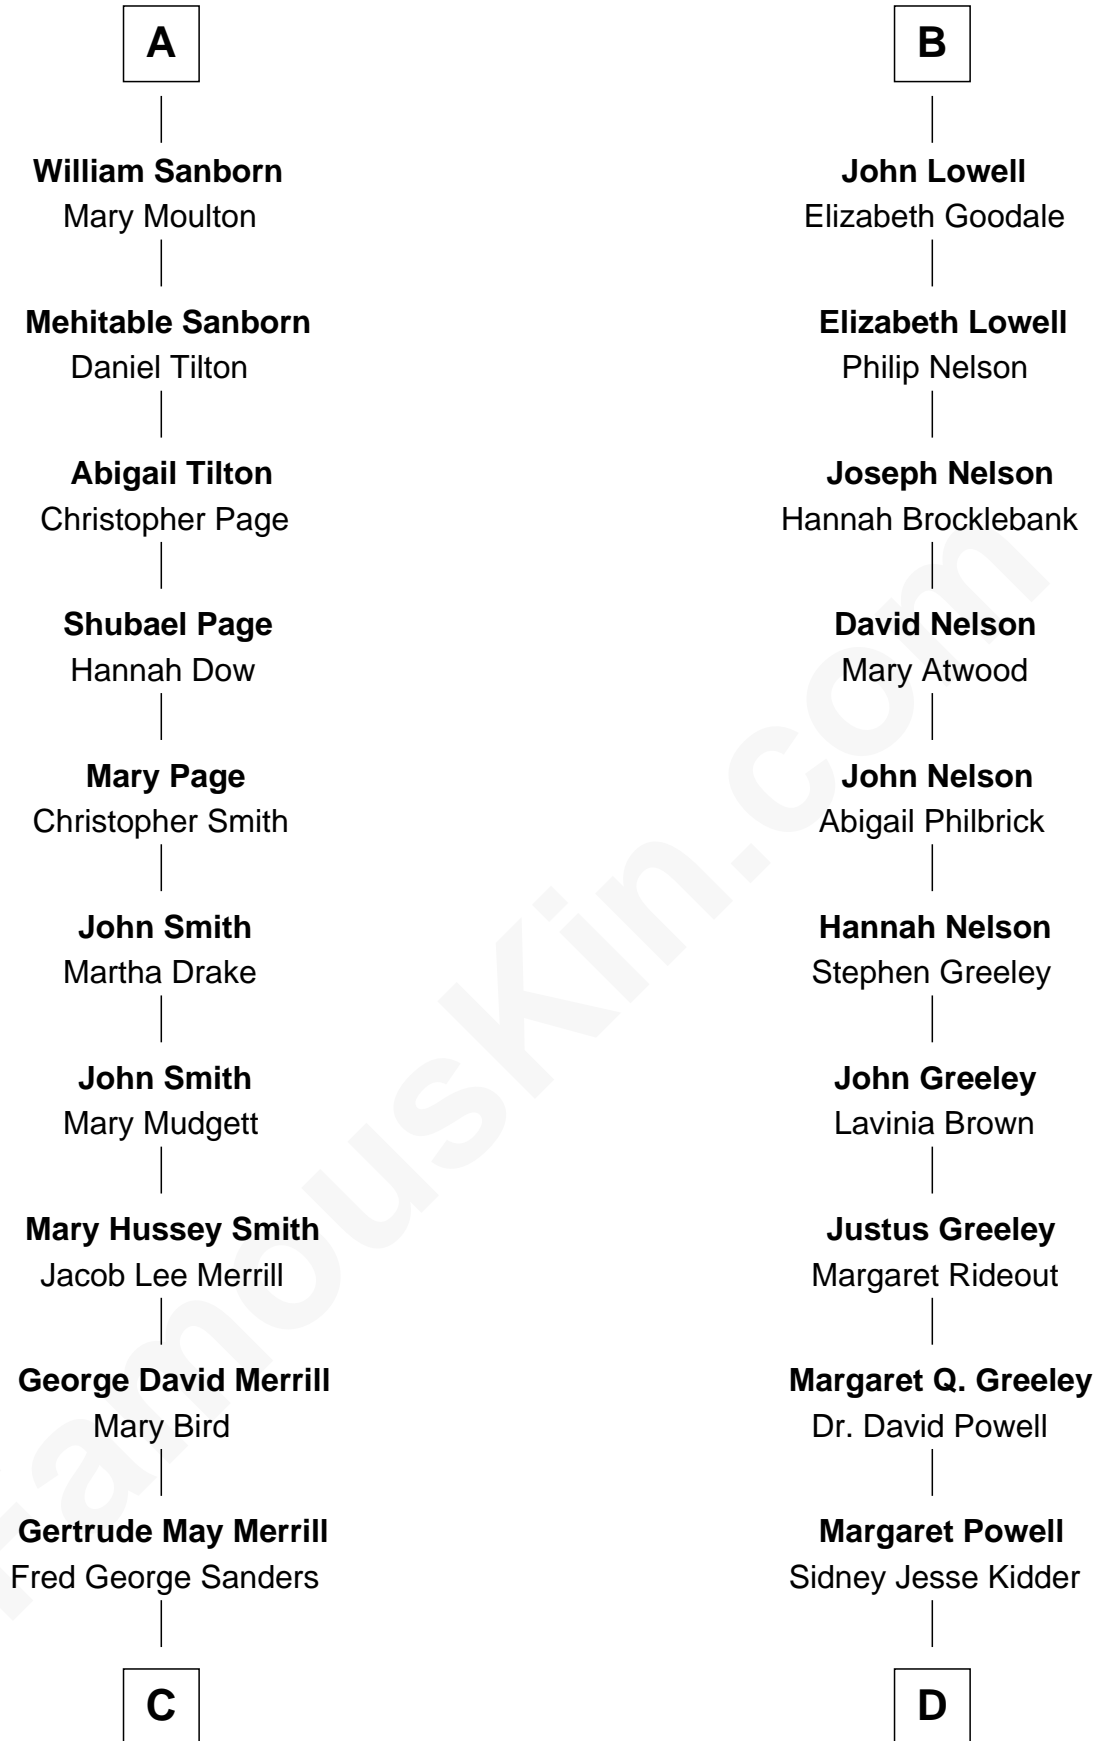 A
William Sanborn
Mary Moulton
Mehitable Sanborn
Daniel Tilton
Abigail Tilton
Christopher Page
Shubael Page
Hannah Dow
Mary Page
Christopher Smith
John Smith
Martha Drake
John Smith
Mary Mudgett
Mary Hussey Smith
Jacob Lee Merrill
George David Merrill
Mary Bird
Gertrude May Merrill
Fred George Sanders
C
B
John Lowell
Elizabeth Goodale
Elizabeth Lowell
Philip Nelson
Joseph Nelson
Hannah Brocklebank
David Nelson
Mary Atwood
John Nelson
Abigail Philbrick
Hannah Nelson
Stephen Greeley
John Greeley
Lavinia Brown
Justus Greeley
Margaret Rideout
Margaret Q. Greeley
Dr. David Powell
Margaret Powell
Sidney Jesse Kidder
D
FamousKin.com